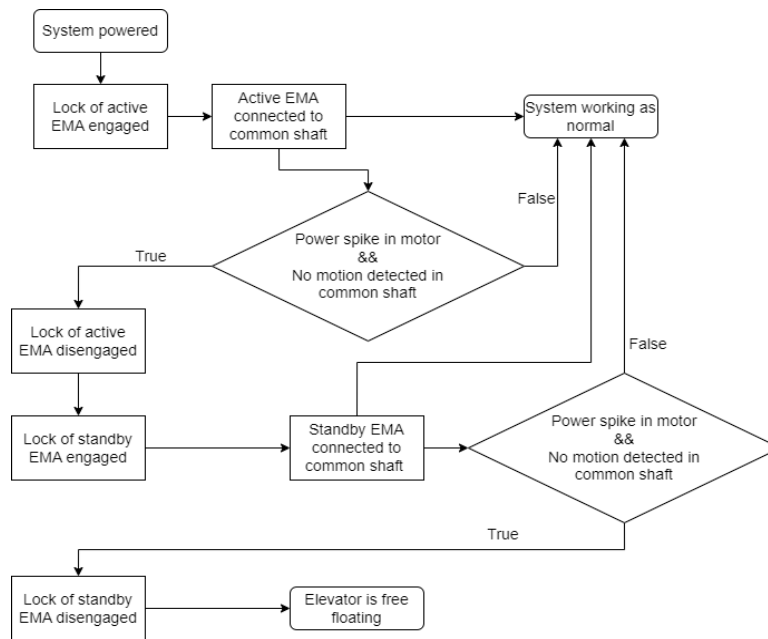 System powered
Lock of active
EMA engaged
Active EMA
connected to
common shaft
System working as
normal
False
Power spike in motor
&&
No motion detected in
common shaft
True
Lock of active
EMA disengaged
False
Lock of standby
EMA engaged
Standby EMA
connected to
common shaft
Power spike in motor
&&
No motion detected in
common shaft
True
Lock of standby
EMA disengaged
Elevator is free
floating